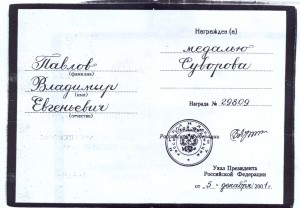 Павлов
(фамилия)
Владимир
(имя)
Евгеньевич
(отчество)
Награжден (а)
медалью
Суворова
Награда № 29809
Указ Президента
Российской Федерации
от 5 декабря 2001 г.